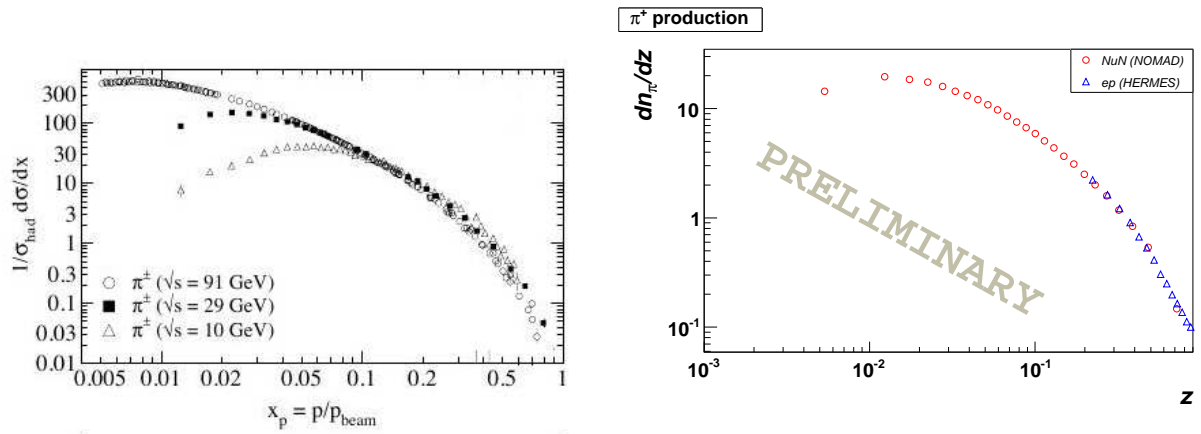 1/σhad dσ/dx
300
100
30
10
3
1
0.3
0.1
0.03
0.01
π± (√s = 91 GeV)
π± (√s = 29 GeV)
π± (√s = 10 GeV)
0.005 0.01 0.02 0.05 0.1 0.2 0.5 1
xp = p/pbeam
π+ production
dnπ/dz
NuN (NOMAD)
ep (HERMES)
10
1
10-1
PRELIMINARY
10-3 10-2 10-1
z